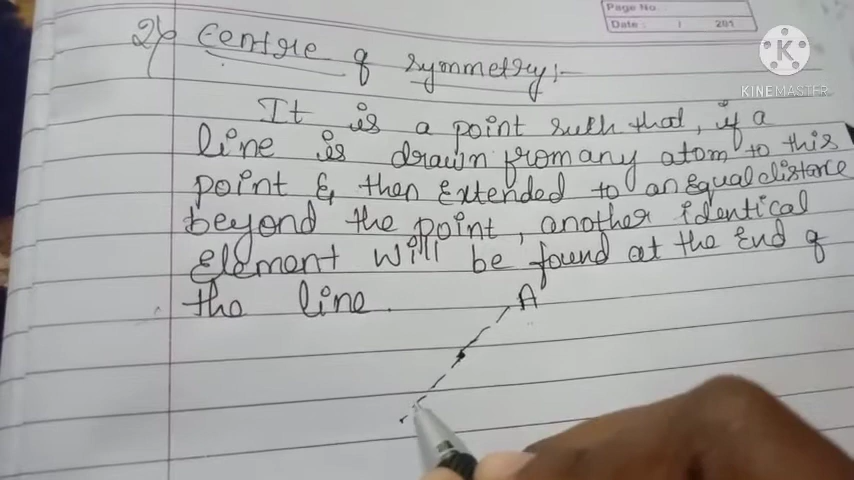 Page No.
Date : / 201
K
KINEMASTER
2) Centre of symmetry:-
It is a point such that, if a
line is drawn from any atom to this
point & then extended to an equal distance
beyond the point, another identical
element will be found at the end of
the line.
A